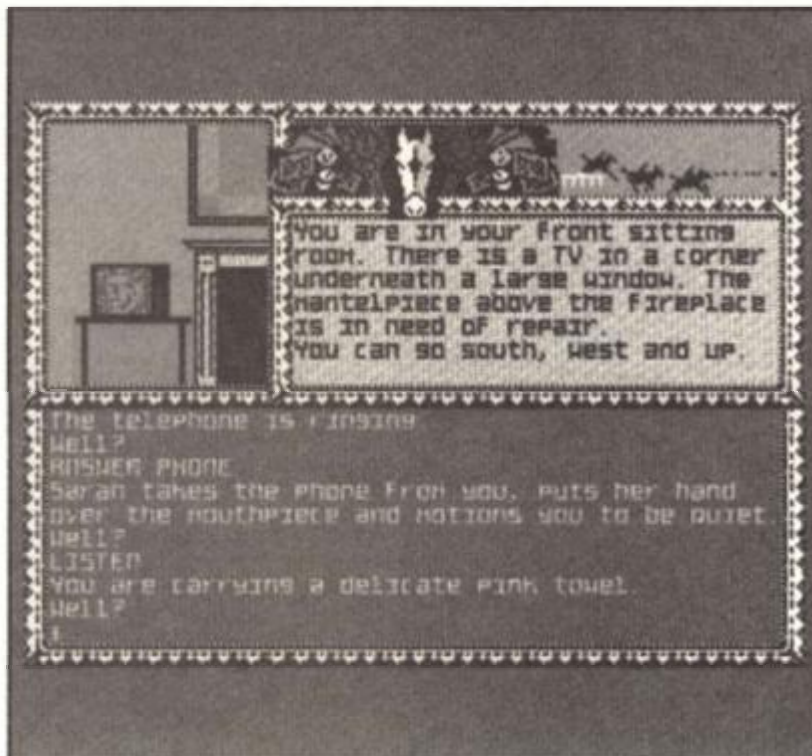 You are in your front sitting
room. There is a TV in a corner
underneath a large window. The
mantelpiece above the fireplace
is in need of repair.
You can go south, west and up.
The telephone is ringing
Well?
ANSWER PHONE
Sarah takes the phone from you, puts her hand
over the mouthpiece and motions you to be quiet.
Well?
LISTEN
You are carrying a delicate pink towel.
Well?